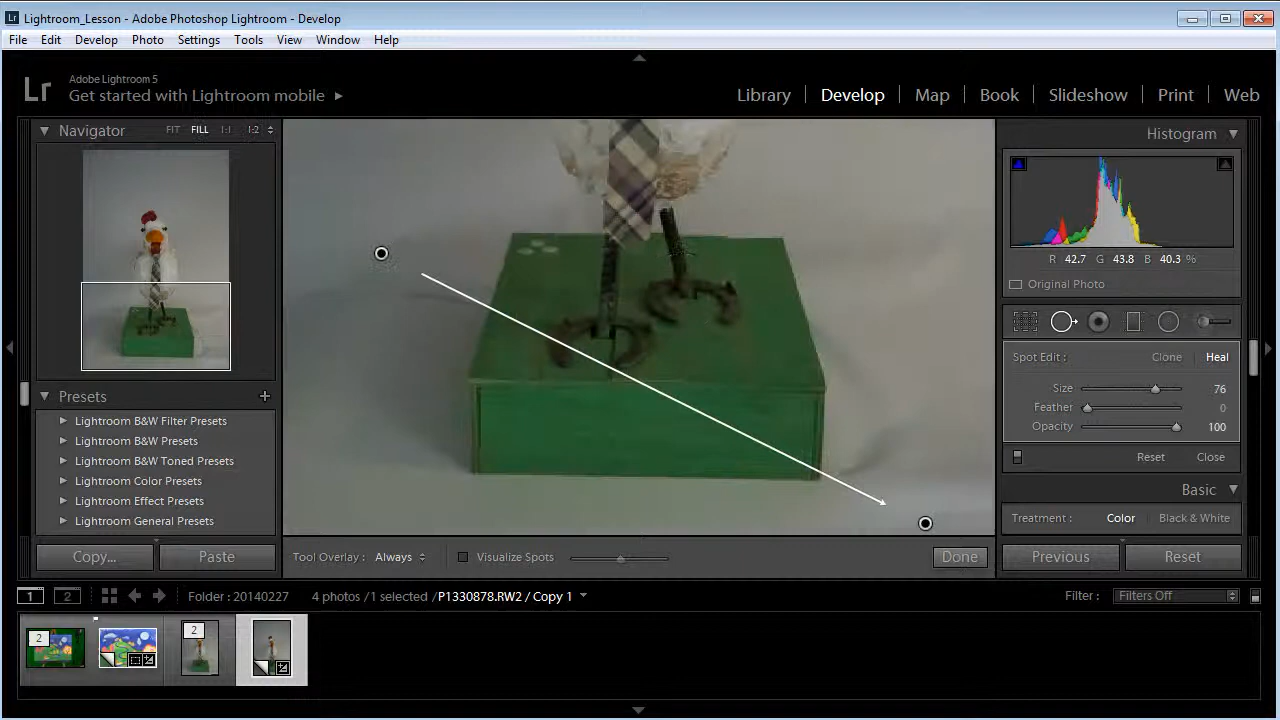 Lightroom_Lesson - Adobe Photoshop Lightroom - Develop
File Edit Develop Photo Settings Tools View Window Help
Lr
Adobe Lightroom 5
Get started with Lightroom mobile
Library Develop Map Book Slideshow Print Web
Navigator FIT FILL 1:1 1:2
Histogram
R 42.7 G 43.8 B 40.3 %
Original Photo
Spot Edit : Clone Heal
Size 76
Feather 0
Opacity 100
Reset Close
Basic
Treatment : Color Black & White
Presets
Lightroom B&W Filter Presets
Lightroom B&W Presets
Lightroom B&W Toned Presets
Lightroom Color Presets
Lightroom Effect Presets
Lightroom General Presets
Copy... Paste
Tool Overlay : Always Visualize Spots Done
Previous Reset
1 2 Folder : 20140227 4 photos /1 selected /P1330878.RW2 / Copy 1 Filter : Filters Off
2 2